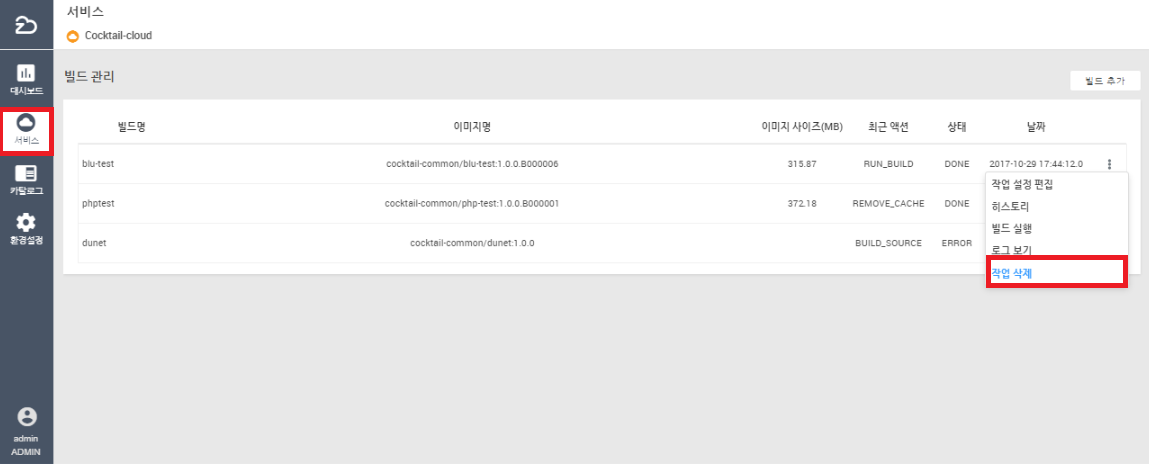 서비스
Cocktail-cloud
대시보드
서비스
카탈로그
환경설정
admin
ADMIN
빌드 관리
빌드 추가
빌드명 이미지명 이미지 사이즈(MB) 최근 액션 상태 날짜
blu-test cocktail-common/blu-test:1.0.0.B000006 315.87 RUN_BUILD DONE 2017-10-29 17:44:12.0
phptest cocktail-common/php-test:1.0.0.B000001 372.18 REMOVE_CACHE DONE
dunet cocktail-common/dunet:1.0.0 BUILD_SOURCE ERROR
작업 설정 편집
히스토리
빌드 실행
로그 보기
작업 삭제